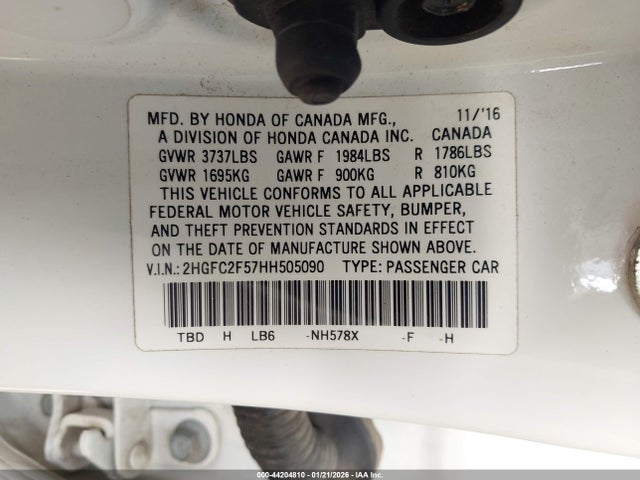 MFD. BY HONDA OF CANADA MFG., 11/'16
A DIVISION OF HONDA CANADA INC. CANADA
GVWR 3737LBS GAWR F 1984LBS R 1786LBS
GVWR 1695KG GAWR F 900KG R 810KG
THIS VEHICLE CONFORMS TO ALL APPLICABLE
FEDERAL MOTOR VEHICLE SAFETY, BUMPER,
AND THEFT PREVENTION STANDARDS IN EFFECT
ON THE DATE OF MANUFACTURE SHOWN ABOVE.
V.I.N.: 2HGFC2F57HH505090 TYPE: PASSENGER CAR
TBD H LB6 -NH578X -F -H
000-44204810 - 01/21/2026 - IAA Inc.